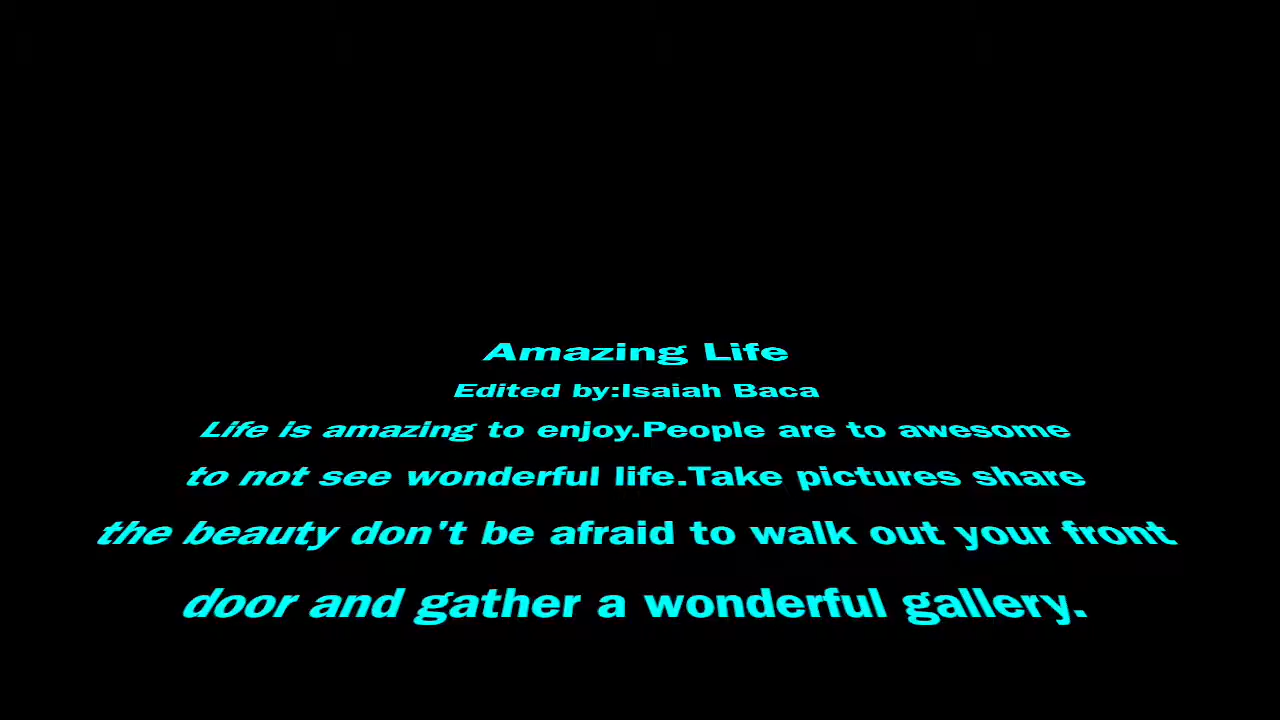 Amazing Life
Edited by:Isaiah Baca
Life is amazing to enjoy.People are to awesome
to not see wonderful life.Take pictures share
the beauty don't be afraid to walk out your front
door and gather a wonderful gallery.